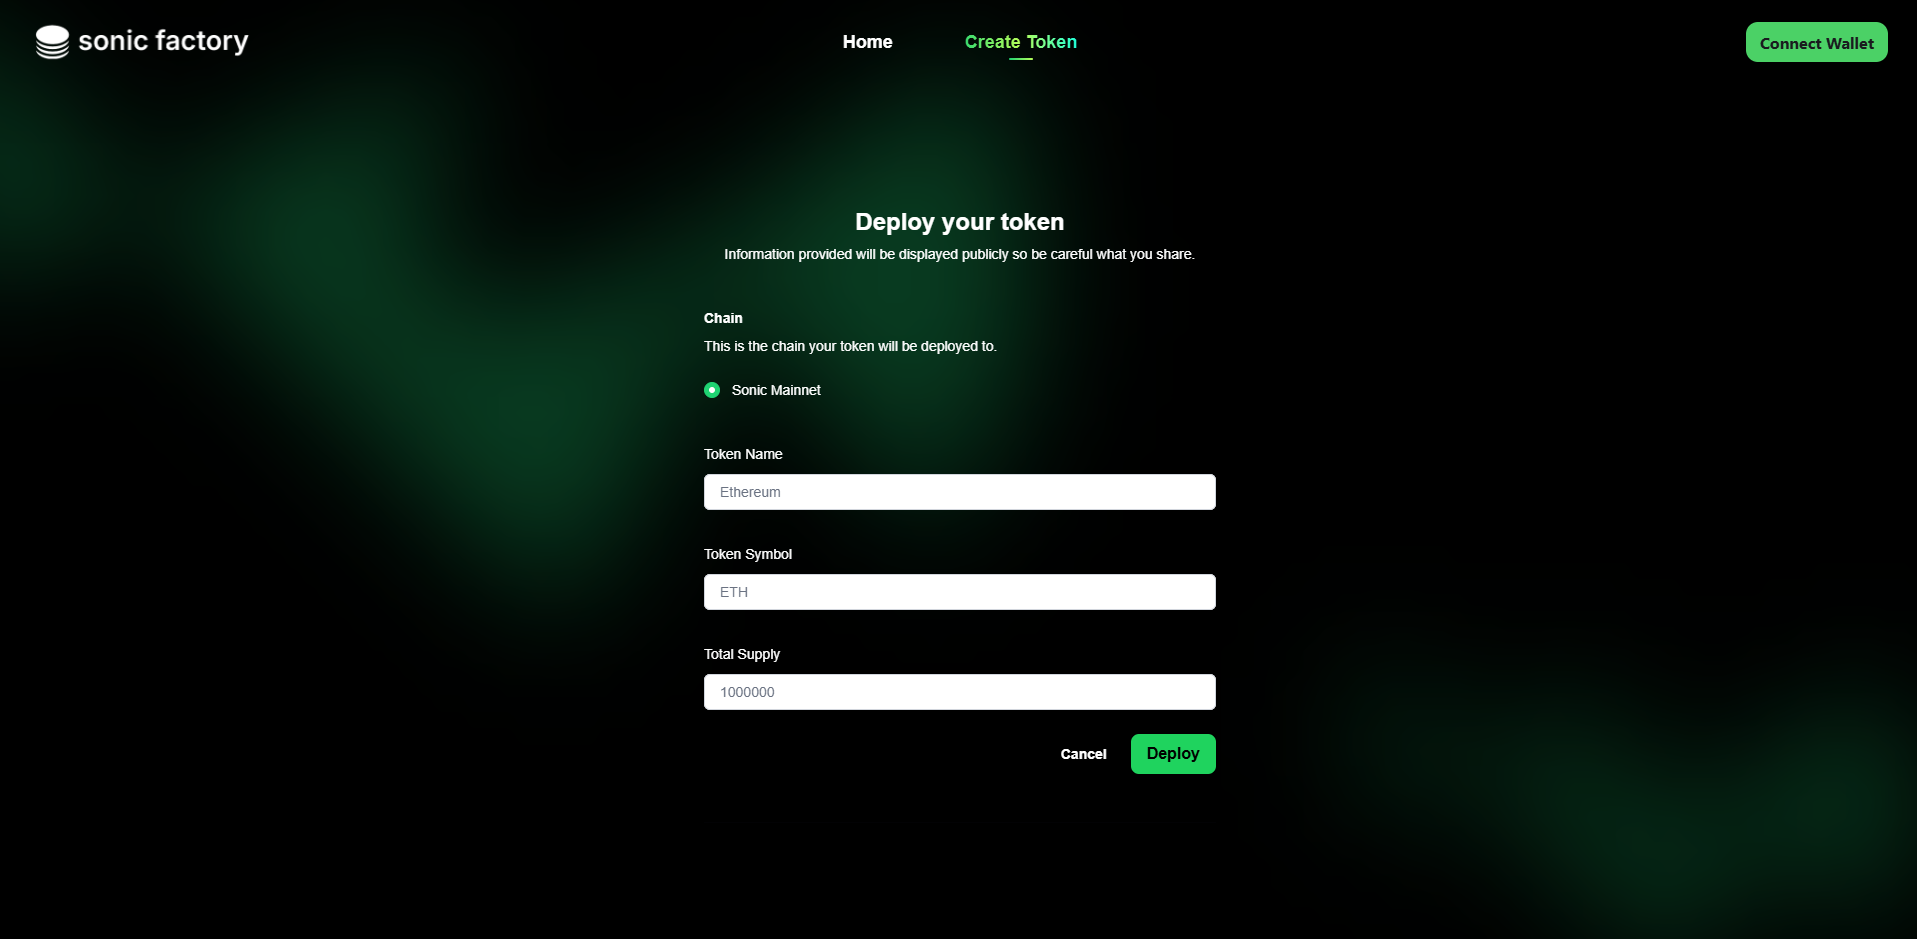 sonic factory
Home
Create Token
Connect Wallet
Deploy your token
Information provided will be displayed publicly so be careful what you share.
Chain
This is the chain your token will be deployed to.
Sonic Mainnet
Token Name
Ethereum
Token Symbol
ETH
Total Supply
1000000
Cancel
Deploy